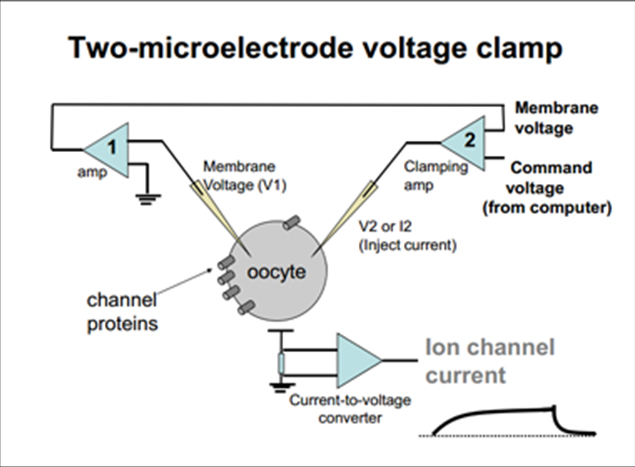 Two-microelectrode voltage clamp
1
amp
Membrane
Voltage (V1)
2
Clamping
amp
Membrane
voltage
Command
voltage
(from computer)
V2 or I2
(Inject current)
oocyte
channel
proteins
Ion channel
current
Current-to-voltage
converter